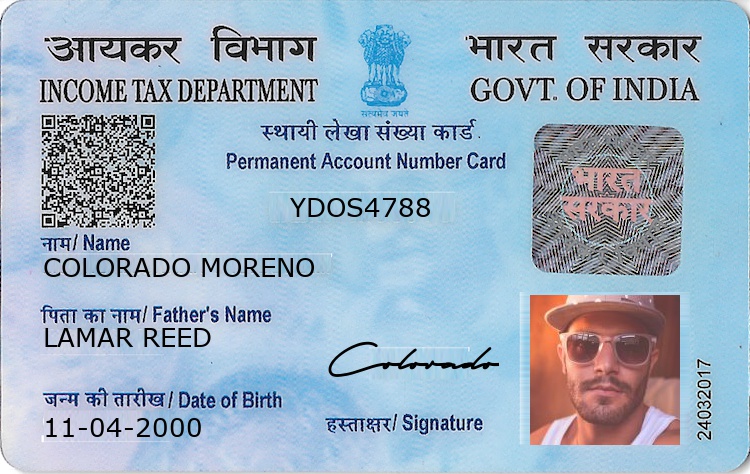 आयकर विभाग
INCOME TAX DEPARTMENT
सत्यमेव जयते
भारत सरकार
GOVT. OF INDIA
स्थायी लेखा संख्या कार्ड
Permanent Account Number Card
YDOS4788
भारत
सरकार
नाम/ Name
COLORADO MORENO
पिता का नाम/ Father's Name
LAMAR REED
जन्म की तारीख / Date of Birth
11-04-2000
Colorado
हस्ताक्षर/ Signature
24032017